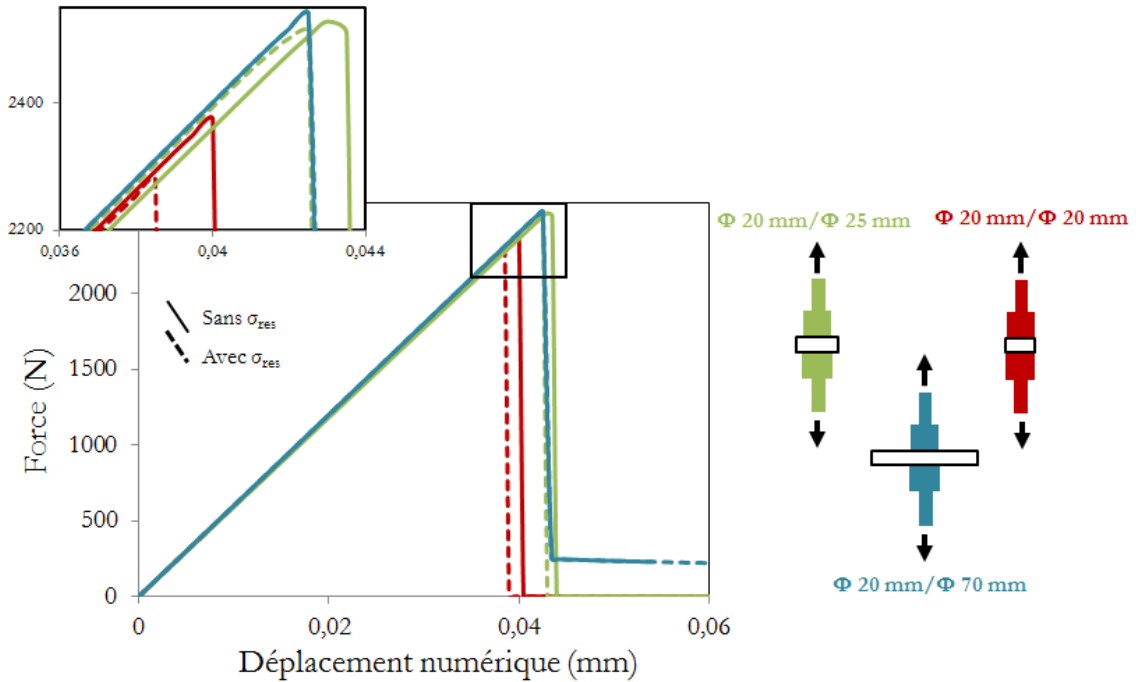 2400
2200
0,036
0,04
0,044
Force (N)
2000
1500
1000
500
0
Sans σres
Avec σres
0
0,02
0,04
0,06
Déplacement numérique (mm)
Φ 20 mm/Φ 25 mm
Φ 20 mm/Φ 20 mm
Φ 20 mm/Φ 70 mm